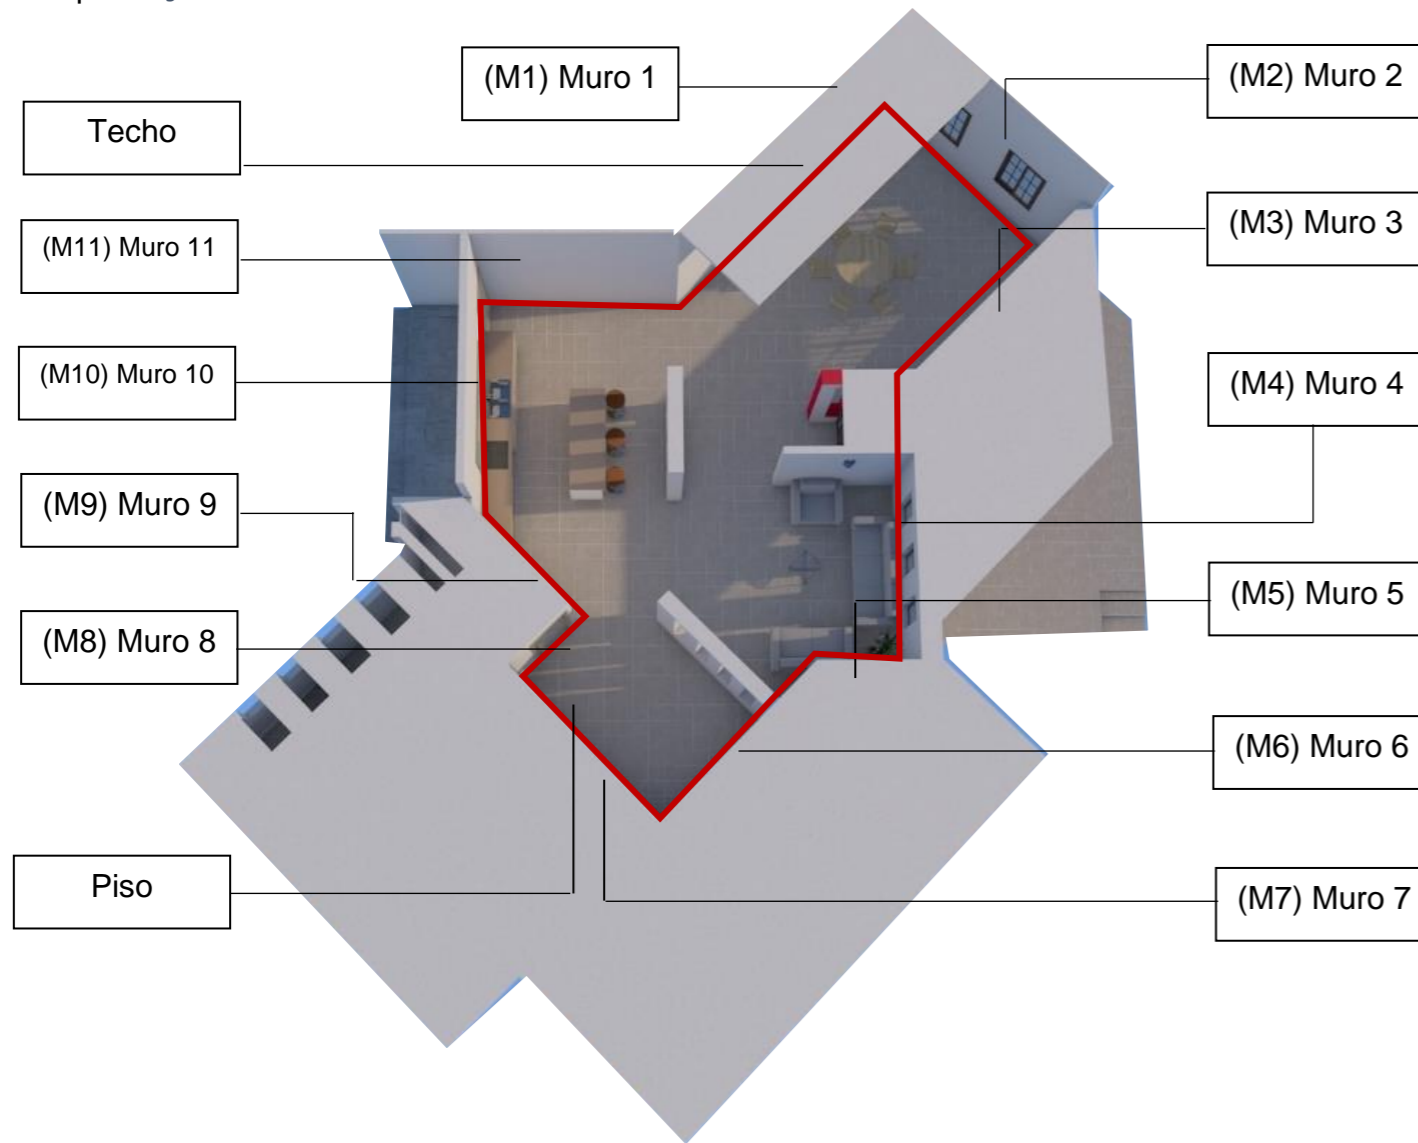 (M1) Muro 1
(M2) Muro 2
Techo
(M3) Muro 3
(M11) Muro 11
(M10) Muro 10
(M4) Muro 4
(M9) Muro 9
(M5) Muro 5
(M8) Muro 8
(M6) Muro 6
Piso
(M7) Muro 7